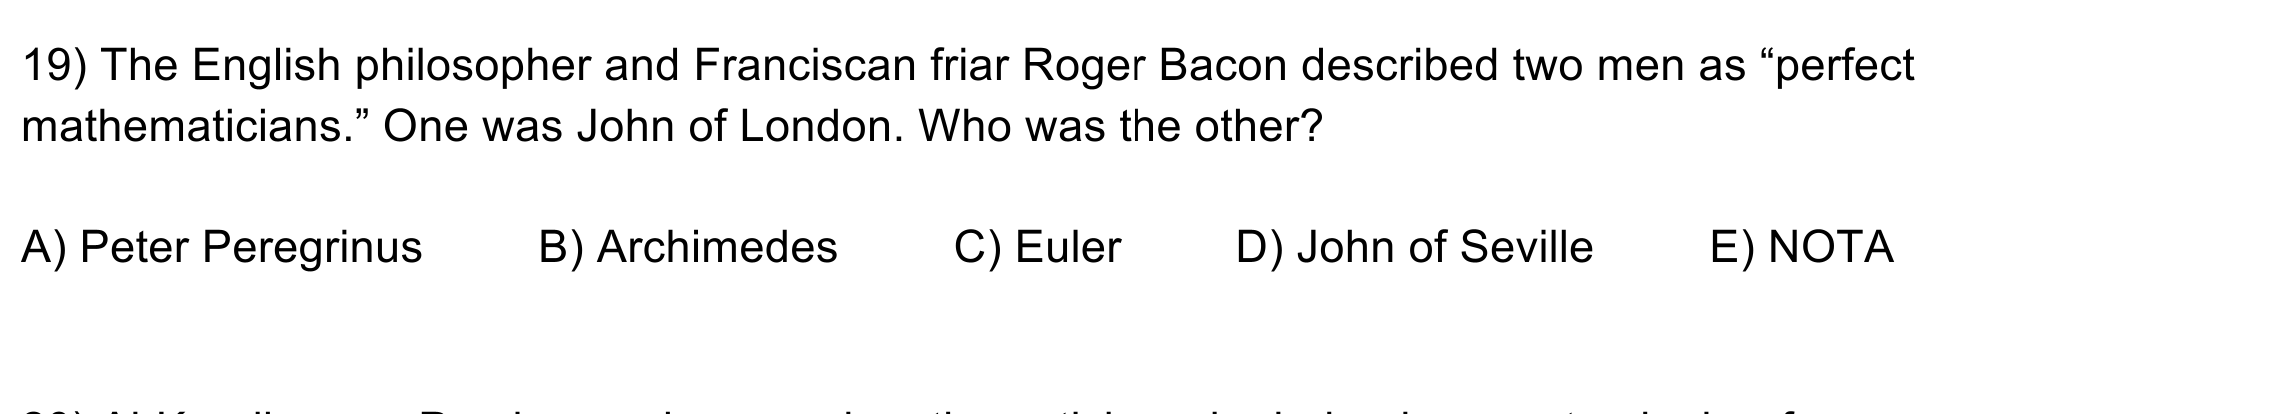 19) The English philosopher and Franciscan friar Roger Bacon described two men as “perfect
mathematicians.” One was John of London. Who was the other?
A) Peter Peregrinus B) Archimedes C) Euler D) John of Seville E) NOTA